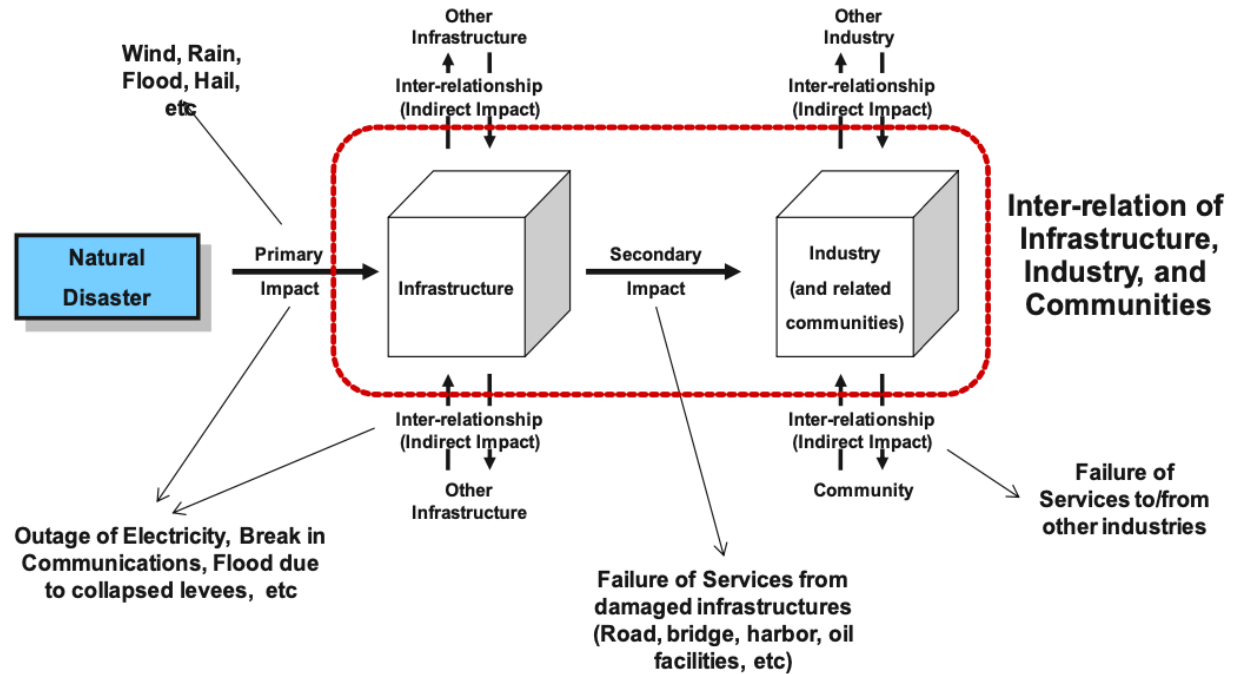 Other
Infrastructure
Other
Industry
Wind, Rain,
Flood, Hail,
etc
Inter-relationship
(Indirect Impact)
Inter-relationship
(Indirect Impact)
Inter-relation of
Infrastructure,
Industry, and
Communities
Natural
Disaster
Primary
Impact
Infrastructure
Secondary
Impact
Industry
(and related
communities)
Inter-relationship
(Indirect Impact)
Inter-relationship
(Indirect Impact)
Other
Infrastructure
Community
Failure of
Services to/from
other industries
Outage of Electricity, Break in
Communications, Flood due
to collapsed levees, etc
Failure of Services from
damaged infrastructures
(Road, bridge, harbor, oil
facilities, etc)